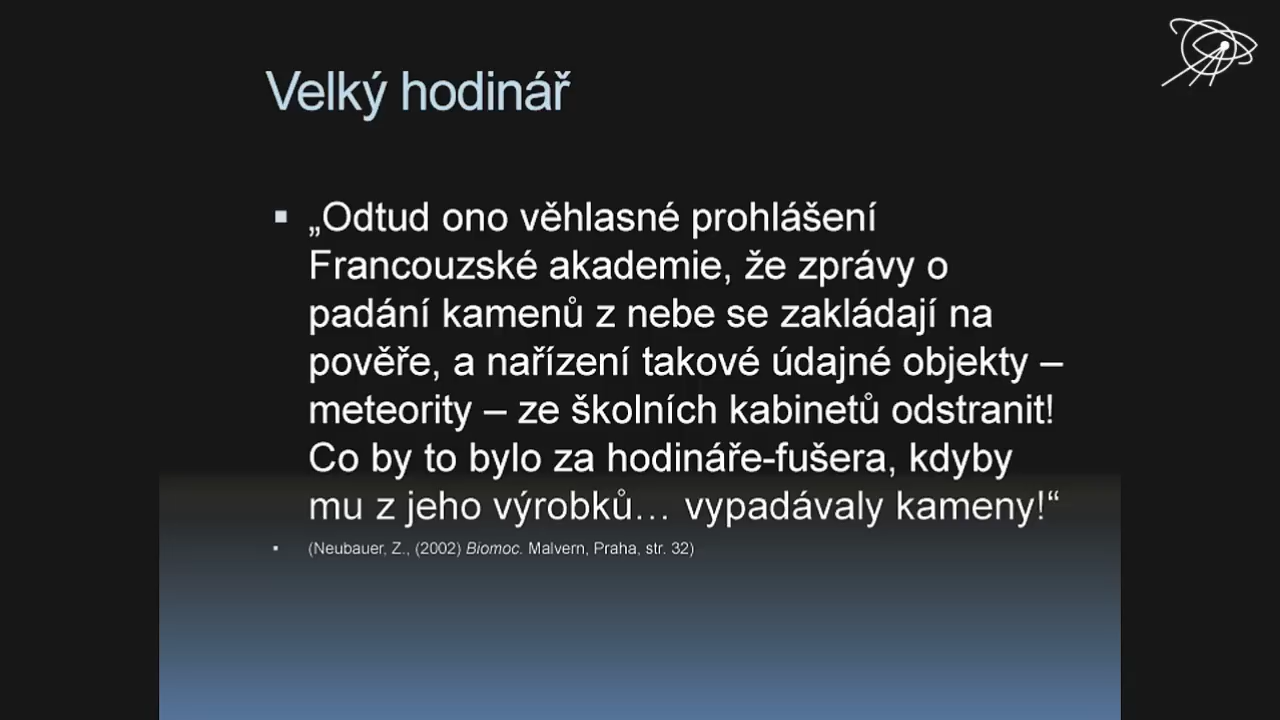 Velký hodinář
▪ „Odtud ono věhlasné prohlášení
Francouzské akademie, že zprávy o
padání kamenů z nebe se zakládají na
pověře, a nařízení takové údajné objekty –
meteority – ze školních kabinetů odstranit!
Co by to bylo za hodináře-fušera, kdyby
mu z jeho výrobků… vypadávaly kameny!“
▪ (Neubauer, Z., (2002) Biomoc. Malvern, Praha, str. 32)